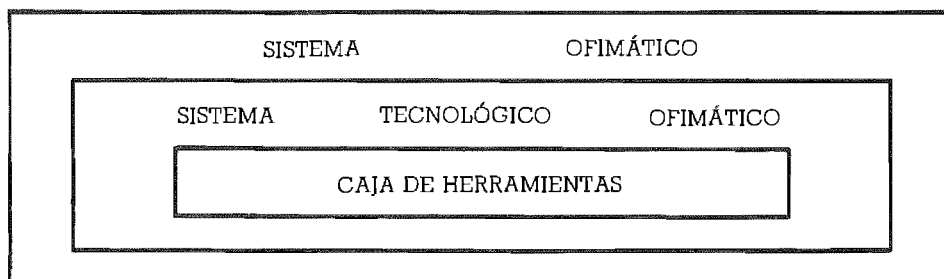 SISTEMA OFIMÁTICO
SISTEMA TECNOLÓGICO OFIMÁTICO
CAJA DE HERRAMIENTAS